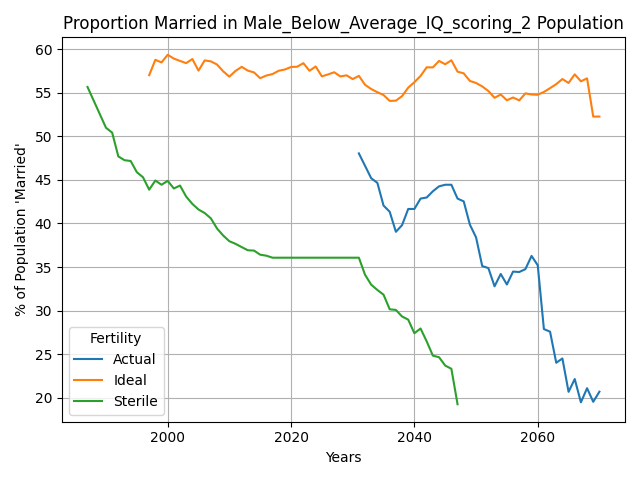 Proportion Married in Male_Below_Average_IQ_scoring_2 Population
% of Population 'Married'
60
55
50
45
40
35
30
25
20
Fertility
Actual
Ideal
Sterile
2000 2020 2040 2060
Years